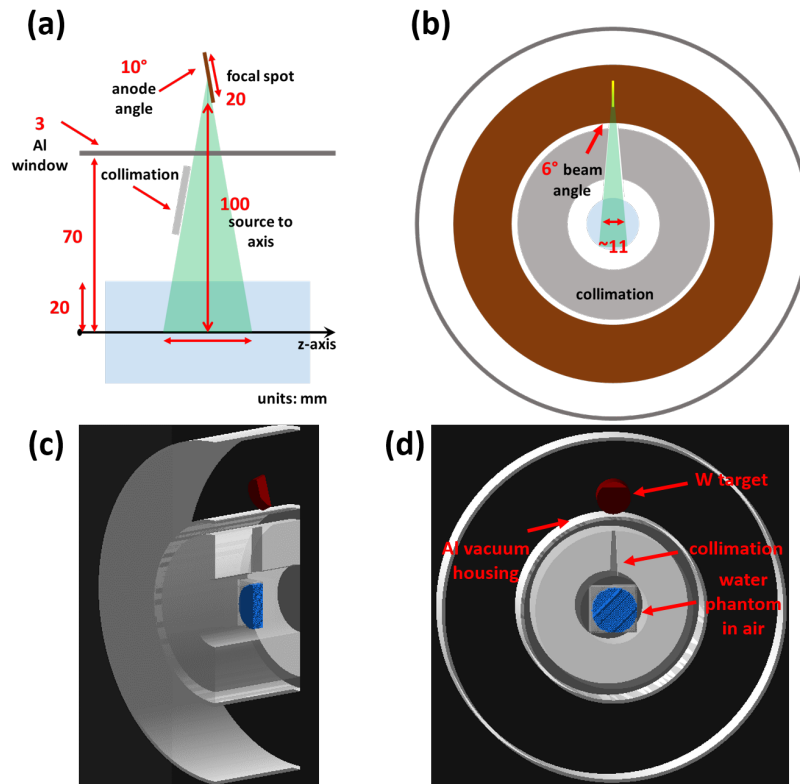 (a)
10°
anode
angle
focal spot
20
3
Al
window
collimation
100
source to
axis
70
20
z-axis
units: mm
(b)
6° beam
angle
~11
collimation
(c)
(d)
W target
Al vacuum
housing
collimation
water
phantom
in air